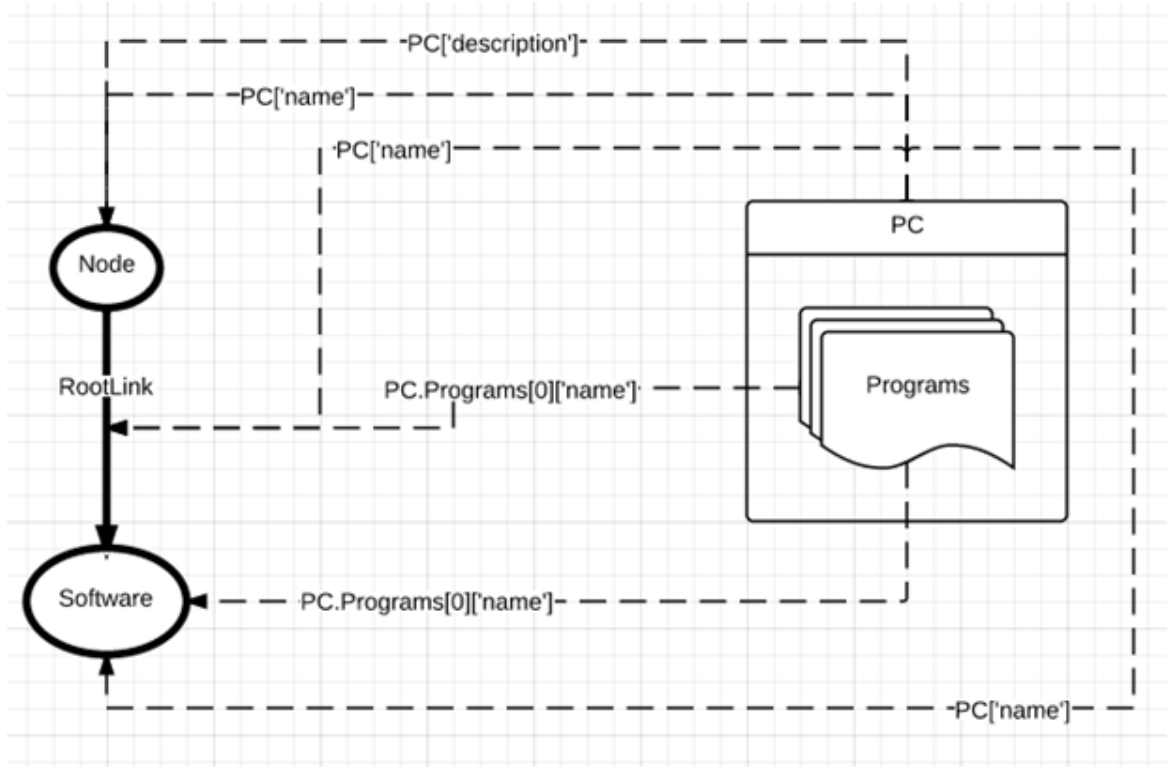 PC['description']
PC['name']
PC['name']
PC
Node
RootLink
PC.Programs[0]['name']
Programs
Software
PC.Programs[0]['name']
PC['name']